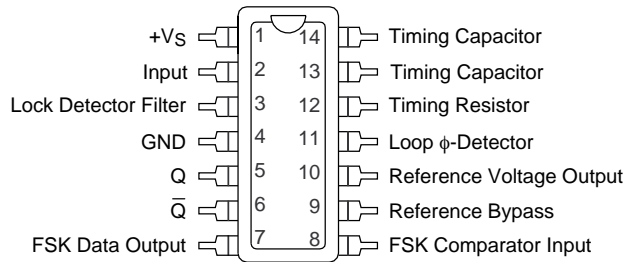 +VS 1 14 Timing Capacitor
Input 2 13 Timing Capacitor
Lock Detector Filter 3 12 Timing Resistor
GND 4 11 Loop ϕ-Detector
Q 5 10 Reference Voltage Output
Q̅ 6 9 Reference Bypass
FSK Data Output 7 8 FSK Comparator Input